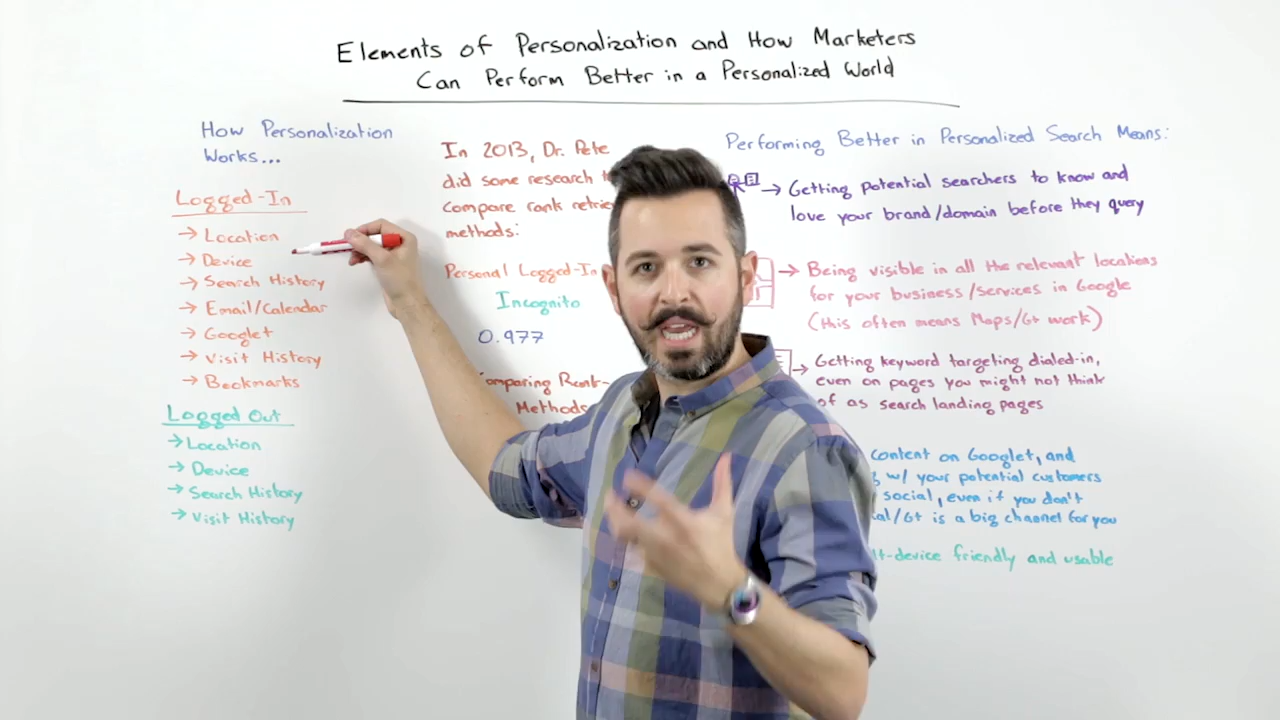 Elements of Personalization and How Marketers
Can Perform Better in a Personalized World
How Personalization
Works...
Logged-In
→ Location
→ Device
→ Search History
→ Email/Calendar
→ Google+
→ Visit History
→ Bookmarks
Logged Out
→ Location
→ Device
→ Search History
→ Visit History
In 2013, Dr. Pete
did some research
compare rank
methods:
Personal Logged-In
Incognito
0.977
Rank-
Methods
Performing Better in Personalized Search Means:
→ Getting potential searchers to know and
love your brand/domain before they query
→ Being visible in all the relevant locations
for your business/services in Google
(this often means Maps/G+ work)
→ Getting keyword targeting dialed-in,
even on pages you might not think
of as search landing pages
content on Google+, and
w/ your potential customers
social, even if you don't
/G+ is a big channel for you
-device friendly and usable